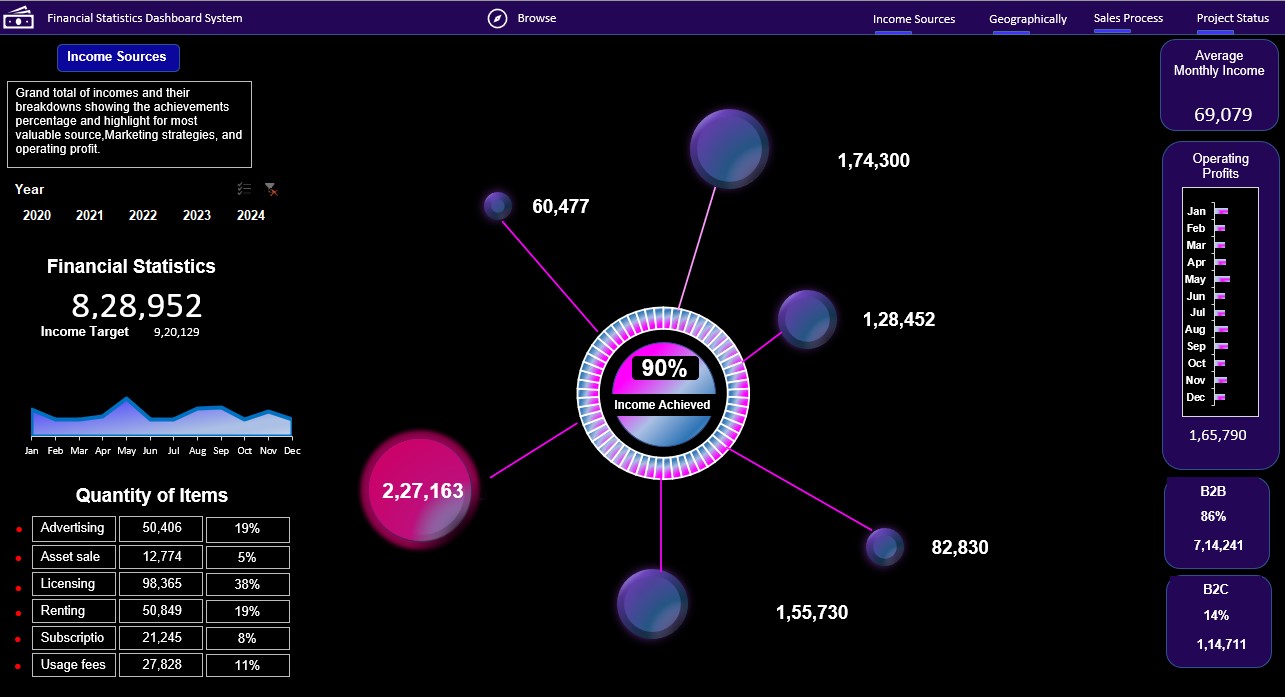 Financial Statistics Dashboard System
Browse
Income Sources
Geographically
Sales Process
Project Status
Income Sources
Grand total of incomes and their
breakdowns showing the achievements
percentage and highlight for most
valuable source,Marketing strategies, and
operating profit.
Year
2020 2021 2022 2023 2024
Financial Statistics
8,28,952
Income Target 9,20,129
Jan Feb Mar Apr May Jun Jul Aug Sep Oct Nov Dec
Quantity of Items
Advertising 50,406 19%
Asset sale 12,774 5%
Licensing 98,365 38%
Renting 50,849 19%
Subscriptio 21,245 8%
Usage fees 27,828 11%
1,74,300
60,477
1,28,452
90%
Income Achieved
2,27,163
82,830
1,55,730
Average
Monthly Income
69,079
Operating
Profits
Jan
Feb
Mar
Apr
May
Jun
Jul
Aug
Sep
Oct
Nov
Dec
1,65,790
B2B
86%
7,14,241
B2C
14%
1,14,711